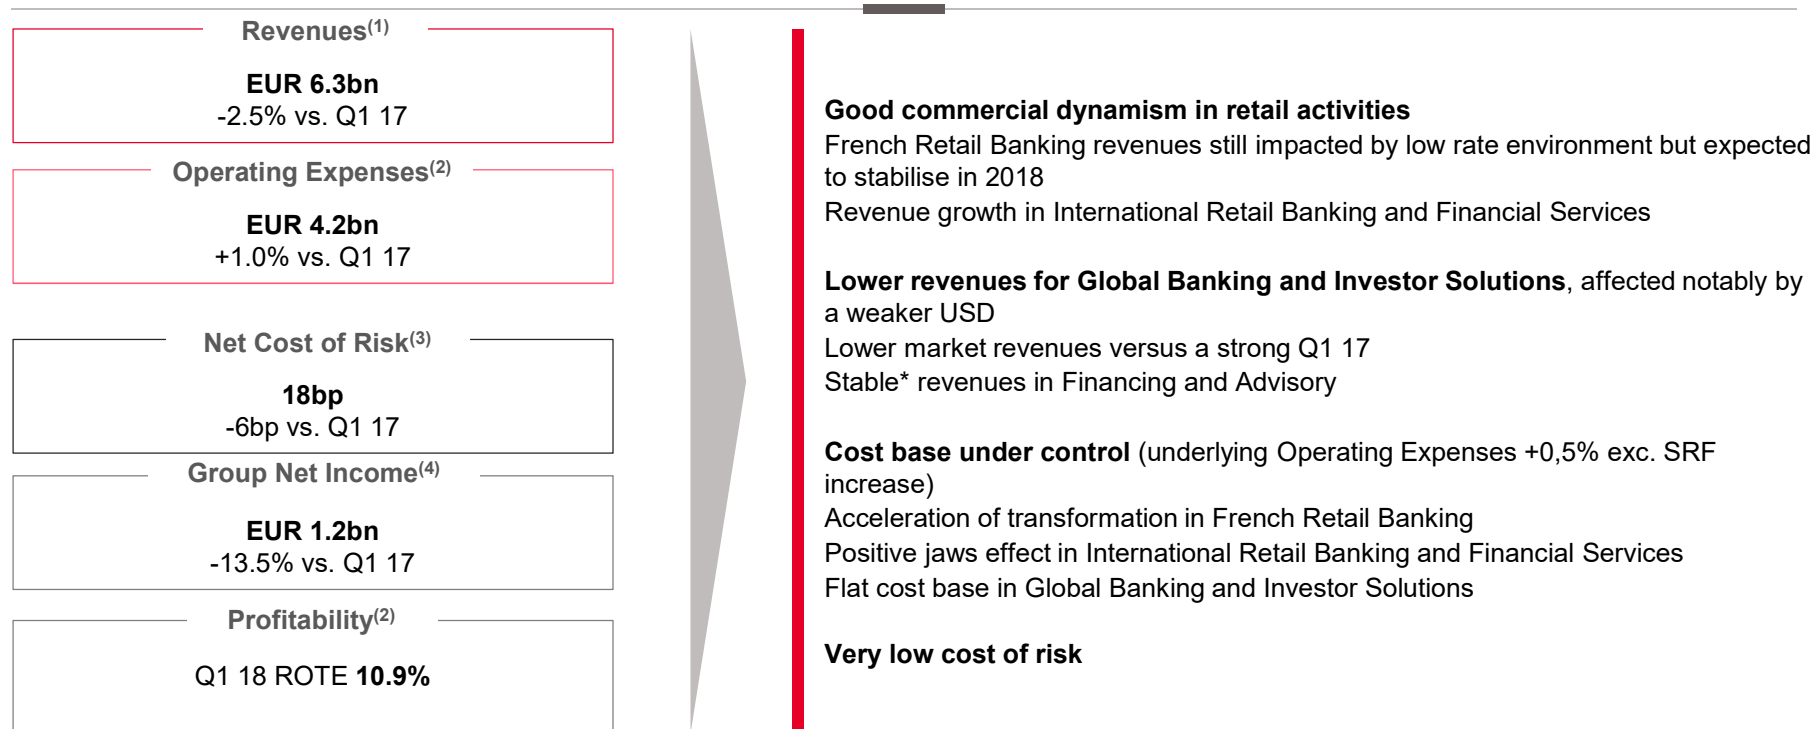 Revenues(1)
EUR 6.3bn
-2.5% vs. Q1 17
Operating Expenses(2)
EUR 4.2bn
+1.0% vs. Q1 17
Net Cost of Risk(3)
18bp
-6bp vs. Q1 17
Group Net Income(4)
EUR 1.2bn
-13.5% vs. Q1 17
Profitability(2)
Q1 18 ROTE 10.9%
Good commercial dynamism in retail activities
French Retail Banking revenues still impacted by low rate environment but expected
to stabilise in 2018
Revenue growth in International Retail Banking and Financial Services
Lower revenues for Global Banking and Investor Solutions, affected notably by
a weaker USD
Lower market revenues versus a strong Q1 17
Stable* revenues in Financing and Advisory
Cost base under control (underlying Operating Expenses +0,5% exc. SRF
increase)
Acceleration of transformation in French Retail Banking
Positive jaws effect in International Retail Banking and Financial Services
Flat cost base in Global Banking and Investor Solutions
Very low cost of risk